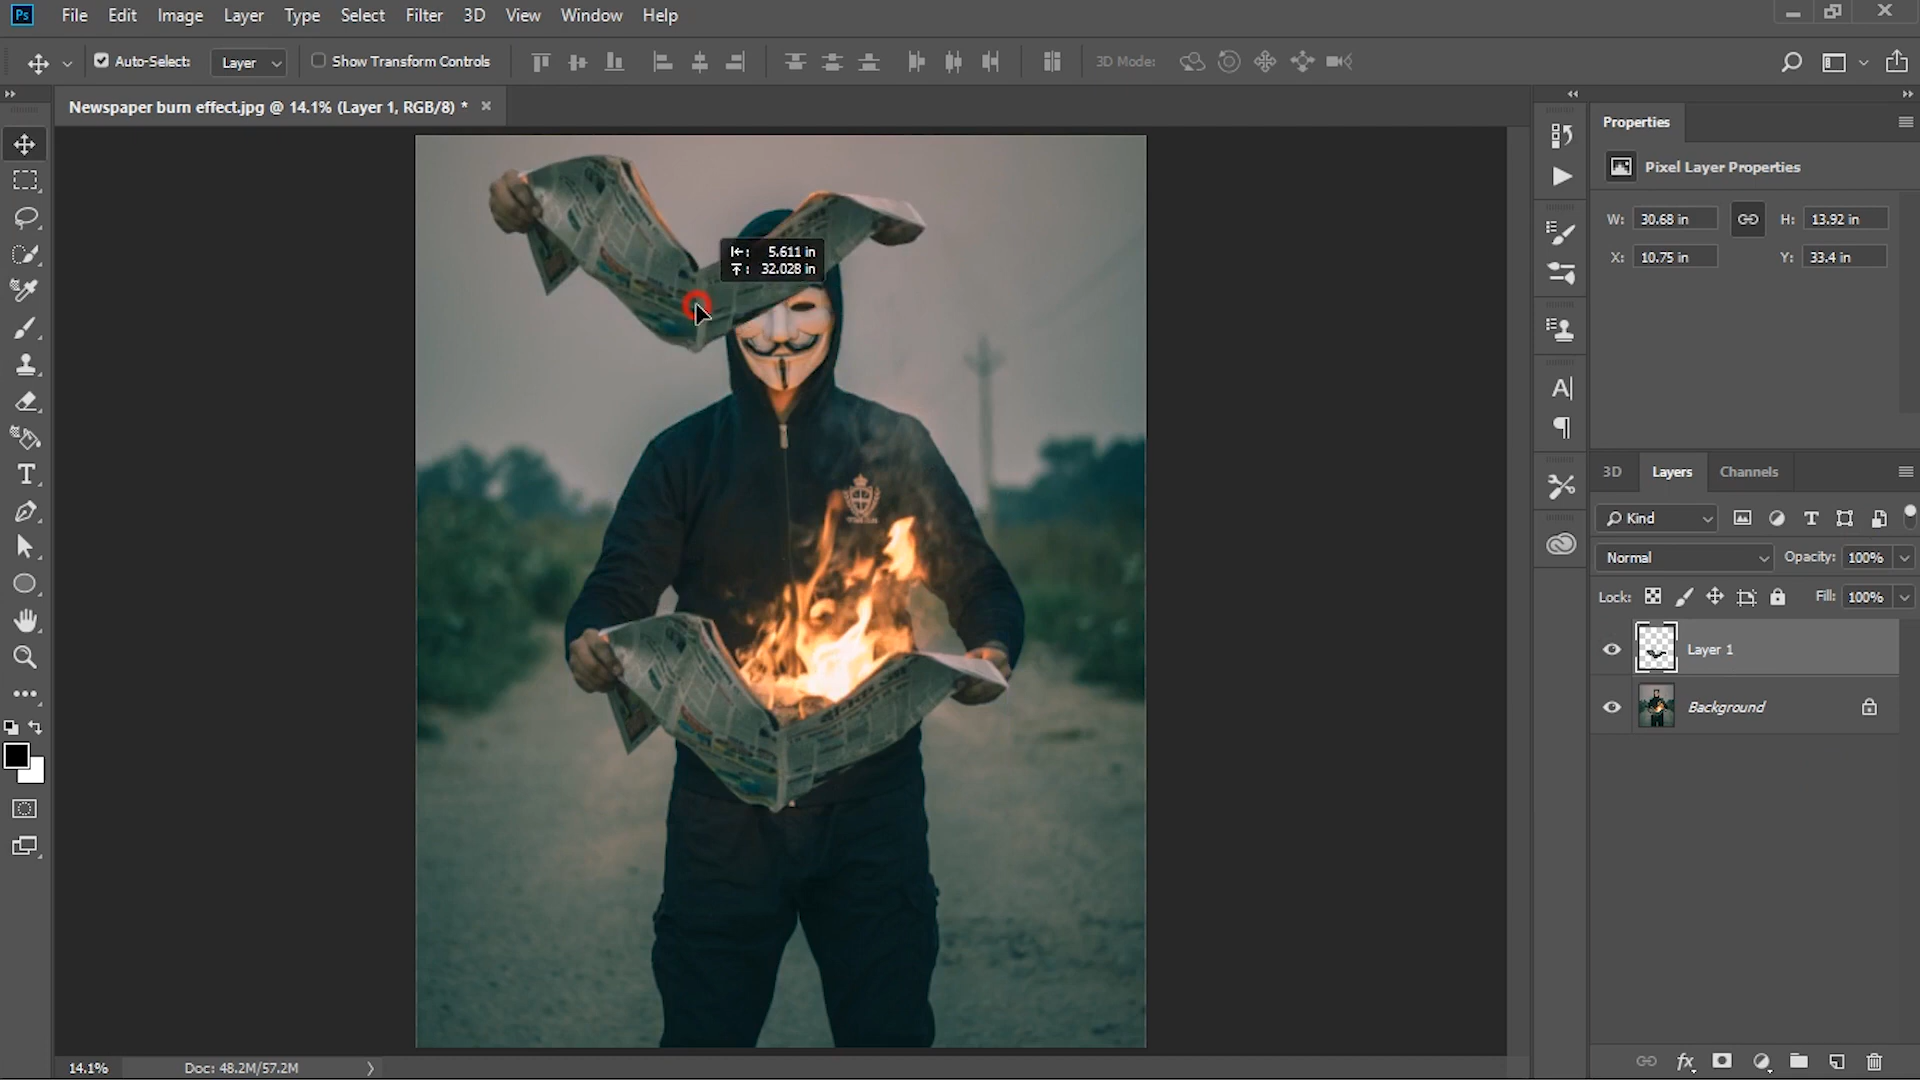 Ps File Edit Image Layer Type Select Filter 3D View Window Help
Auto-Select: Layer Show Transform Controls 3D Mode:
Newspaper burn effect.jpg @ 14.1% (Layer 1, RGB/8) * ×
Properties
Pixel Layer Properties
W: 30.68 in H: 13.92 in
X: 10.75 in Y: 33.4 in
5.611 in
32.028 in
3D Layers Channels
Kind
Normal Opacity: 100%
Lock: Fill: 100%
Layer 1
Background
14.1% Doc: 48.2M/57.2M